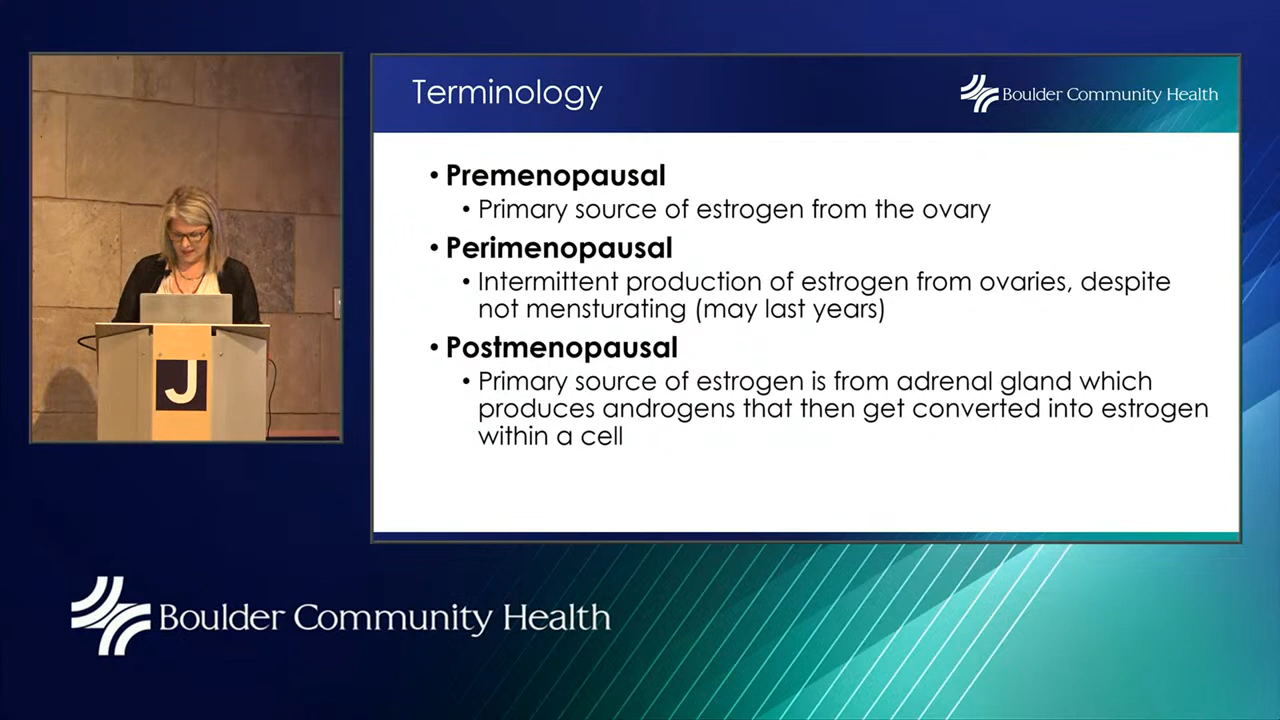 Terminology
Boulder Community Health
• Premenopausal
• Primary source of estrogen from the ovary
• Perimenopausal
• Intermittent production of estrogen from ovaries, despite
not mensturating (may last years)
• Postmenopausal
• Primary source of estrogen is from adrenal gland which
produces androgens that then get converted into estrogen
within a cell
J
Boulder Community Health